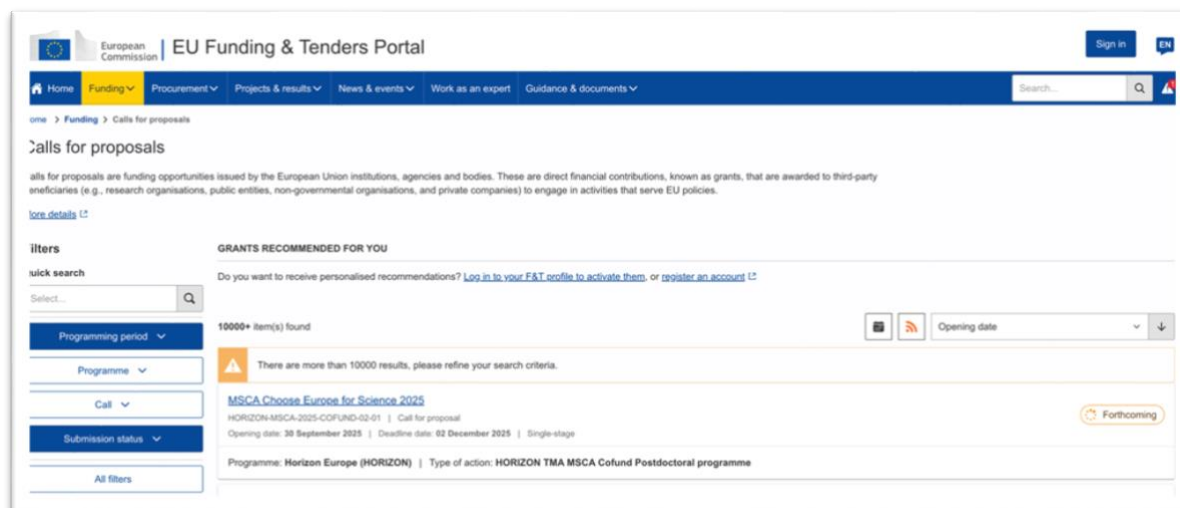 European
Commission
EU Funding & Tenders Portal
Sign in
EN
Home
Funding
Procurement
Projects & results
News & events
Work as an expert
Guidance & documents
Search...
ome > Funding > Calls for proposals
Calls for proposals
alls for proposals are funding opportunities issued by the European Union institutions, agencies and bodies. These are direct financial contributions, known as grants, that are awarded to third-party
eneficiaries (e.g., research organisations, public entities, non-governmental organisations, and private companies) to engage in activities that serve EU policies.
ore details
ilters
GRANTS RECOMMENDED FOR YOU
uick search
Do you want to receive personalised recommendations? Log in to your F&T profile to activate them, or register an account
Select...
10000+ item(s) found
Opening date
Programming period
There are more than 10000 results, please refine your search criteria.
Programme
MSCA Choose Europe for Science 2025
HORIZON-MSCA-2025-COFUND-02-01 | Call for proposal
Forthcoming
Call
Opening date: 30 September 2025 | Deadline date: 02 December 2025 | Single-stage
Submission status
Programme: Horizon Europe (HORIZON) | Type of action: HORIZON TMA MSCA Cofund Postdoctoral programme
All filters